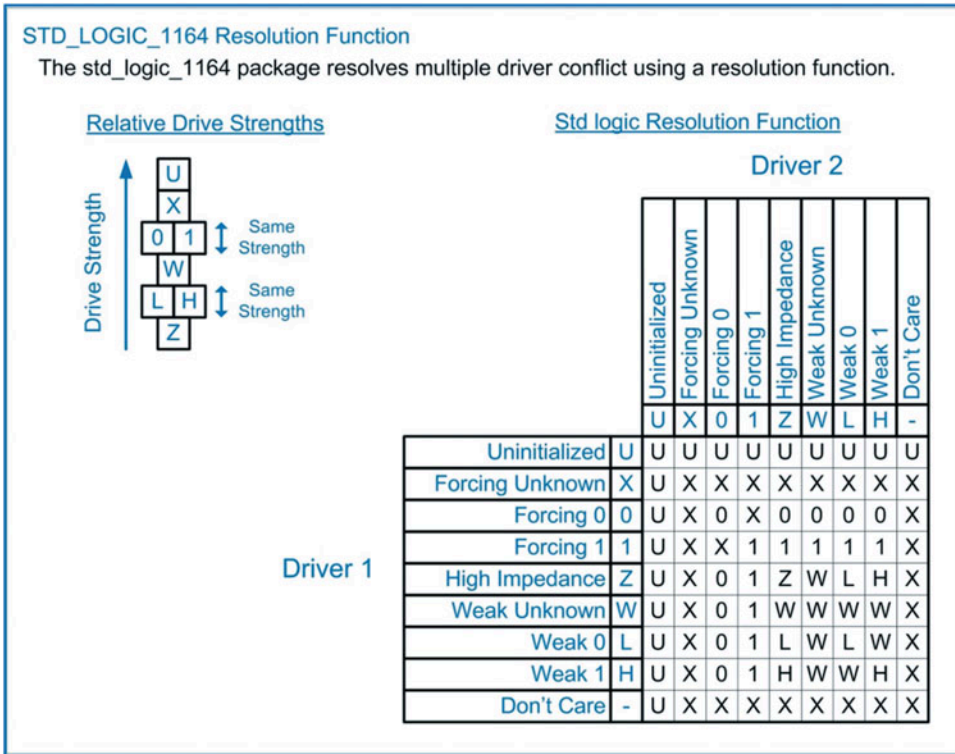 STD_LOGIC_1164 Resolution Function
The std_logic_1164 package resolves multiple driver conflict using a resolution function.
Relative Drive Strengths
Drive Strength
U
X
0 1 Same Strength
W
L H Same Strength
Z
Std logic Resolution Function
Driver 2
Uninitialized
Forcing Unknown
Forcing 0
Forcing 1
High Impedance
Weak Unknown
Weak 0
Weak 1
Don't Care
U X 0 1 Z W L H -
Driver 1
Uninitialized U U U U U U U U U U
Forcing Unknown X U X X X X X X X X
Forcing 0 0 U X 0 X 0 0 0 0 X
Forcing 1 1 U X X 1 1 1 1 1 X
High Impedance Z U X 0 1 Z W L H X
Weak Unknown W U X 0 1 W W W W X
Weak 0 L U X 0 1 L W L W X
Weak 1 H U X 0 1 H W W H X
Don't Care - U X X X X X X X X